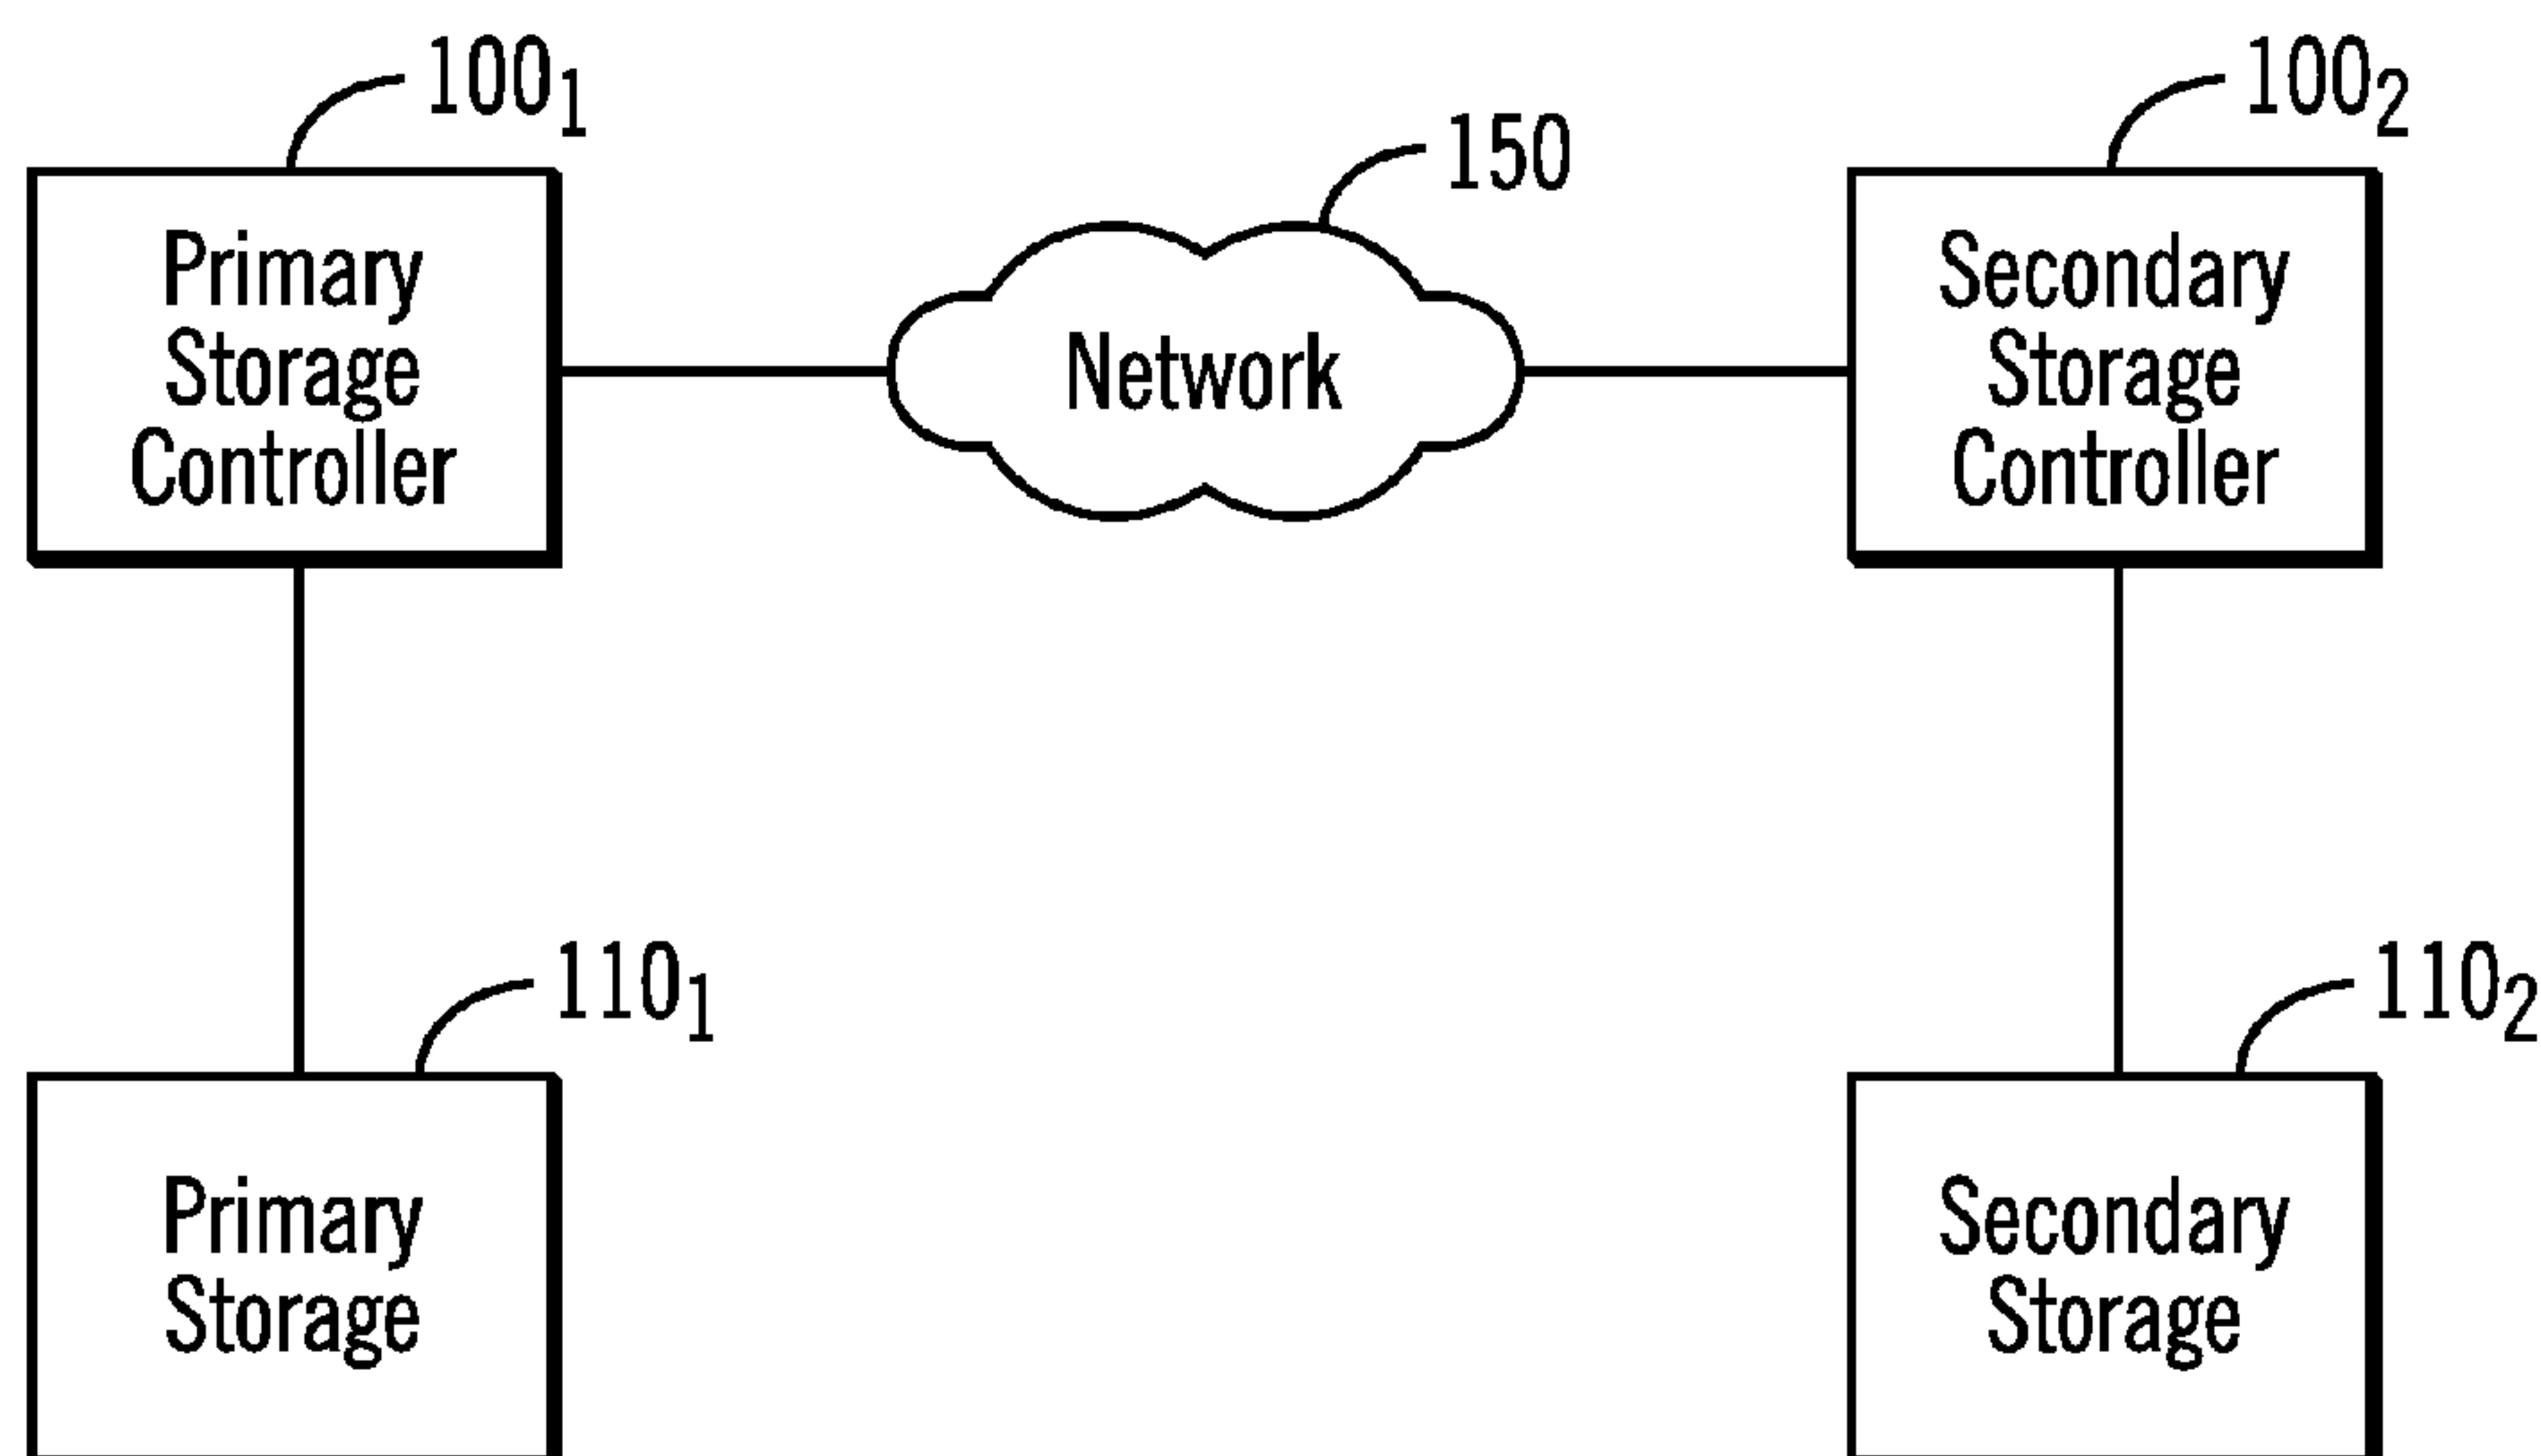 100₁
100₂
150
Primary
Storage
Controller
Network
Secondary
Storage
Controller
110₁
110₂
Primary
Storage
Secondary
Storage